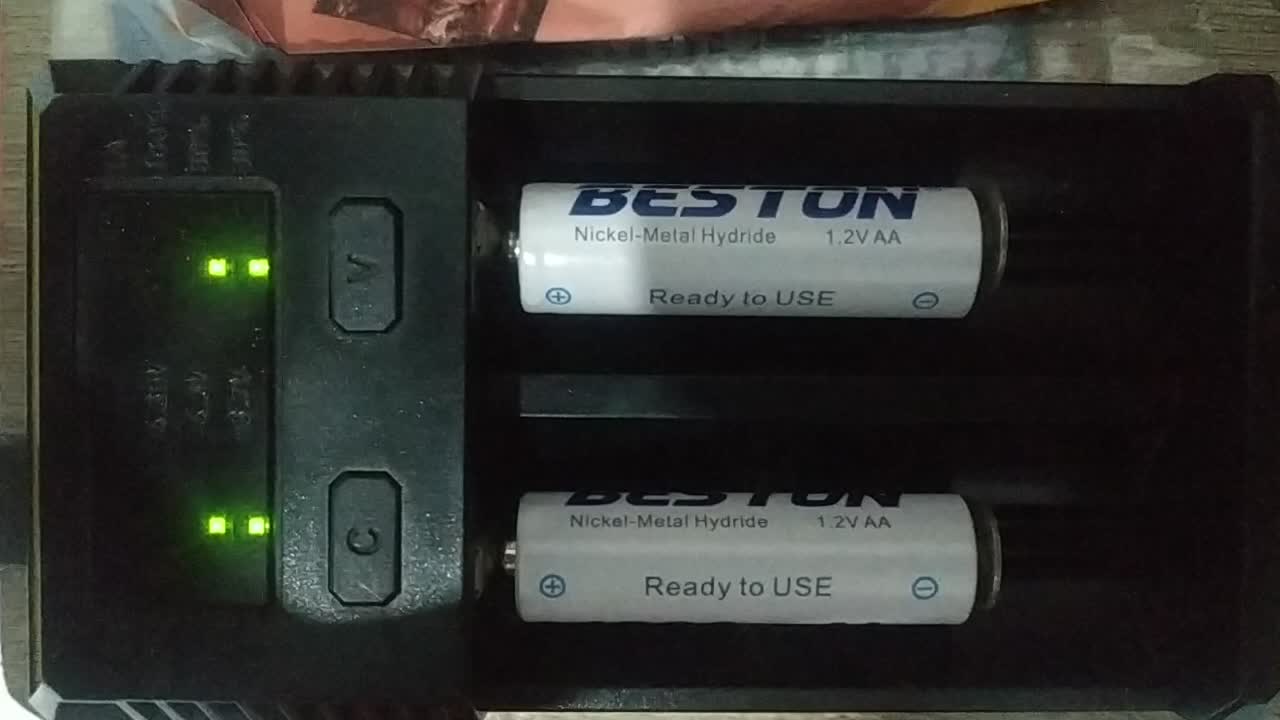 BESTON
Nickel-Metal Hydride 1.2V AA
Ready to USE
V
BESTON
Nickel-Metal Hydride 1.2V AA
Ready to USE
C